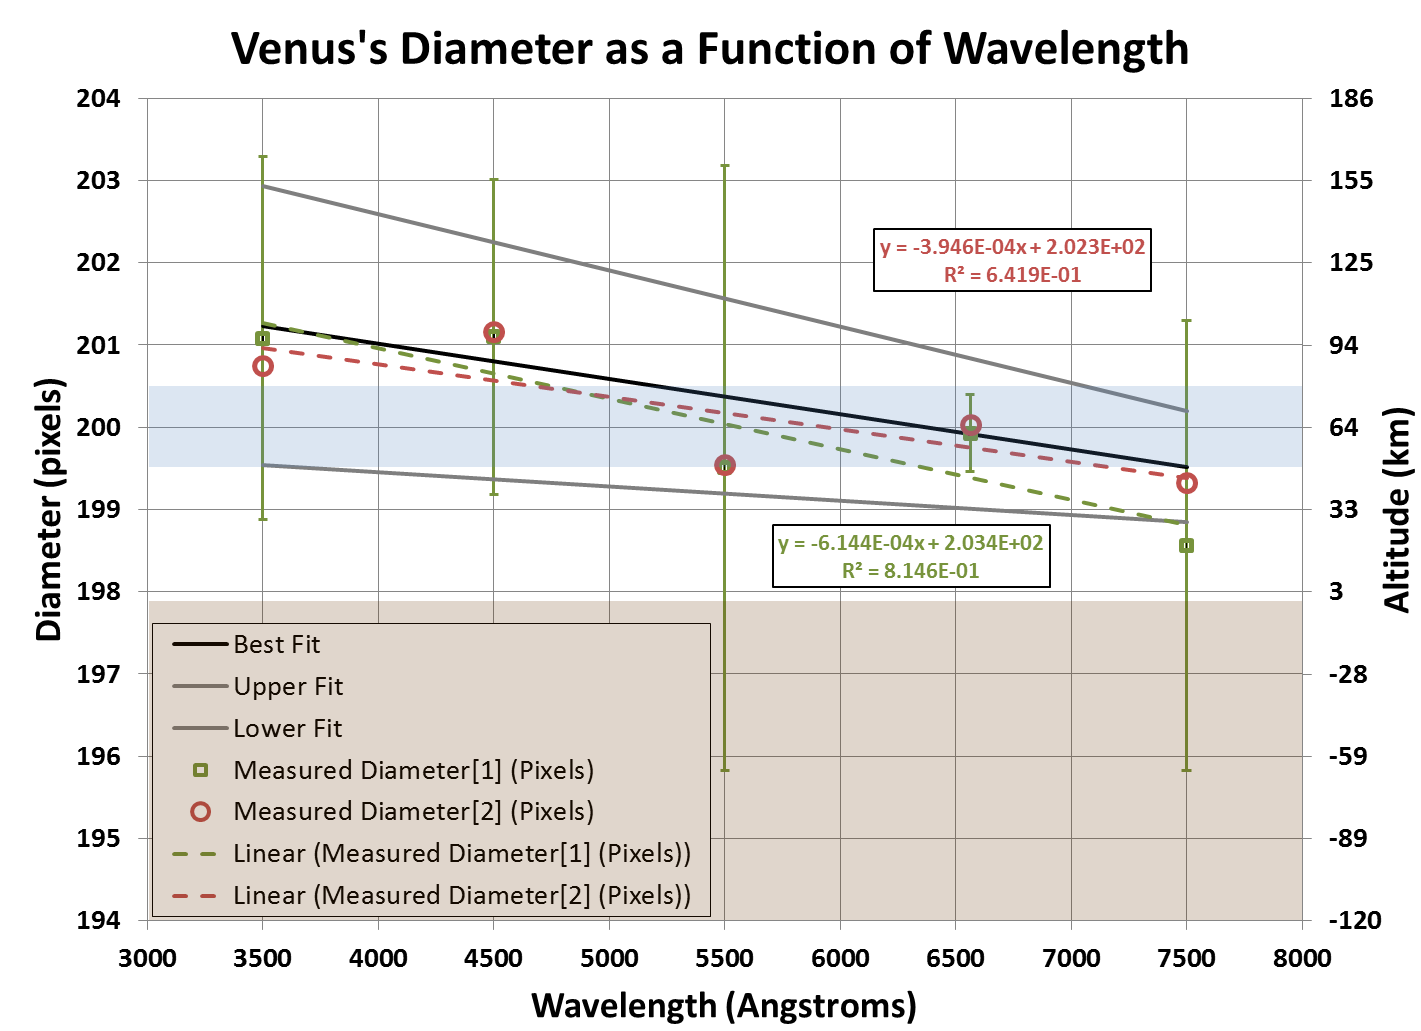 Venus's Diameter as a Function of Wavelength
204
203
202
201
200
199
198
197
196
195
194
Diameter (pixels)
186
155
125
94
64
33
3
-28
-59
-89
-120
Altitude (km)
y = -3.946E-04x + 2.023E+02
R² = 6.419E-01
y = -6.144E-04x + 2.034E+02
R² = 8.146E-01
Best Fit
Upper Fit
Lower Fit
Measured Diameter[1] (Pixels)
Measured Diameter[2] (Pixels)
Linear (Measured Diameter[1] (Pixels))
Linear (Measured Diameter[2] (Pixels))
3000 3500 4000 4500 5000 5500 6000 6500 7000 7500 8000
Wavelength (Angstroms)